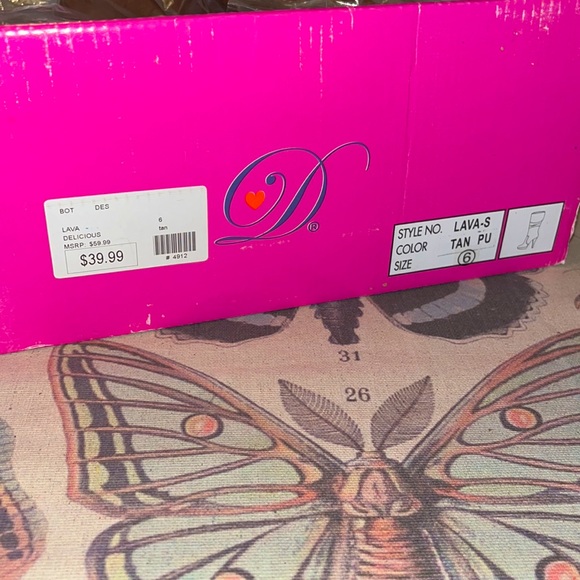 BOT DES
LAVA - 6
DELICIOUS tan
MSRP: $59.99
$39.99
# 4912
D®
STYLE NO. LAVA-S
COLOR TAN PU
SIZE 6
31
26